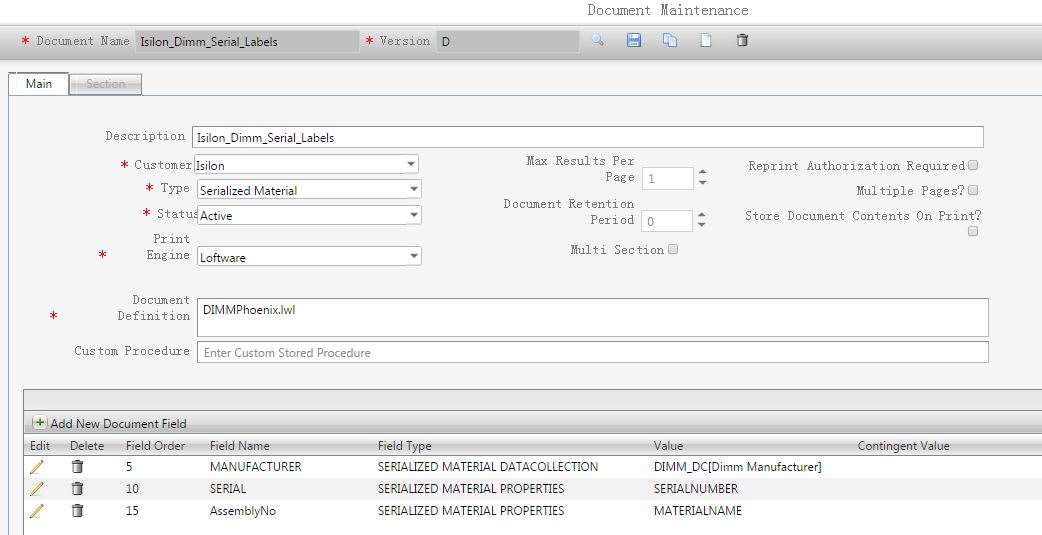 Document Maintenance
* Document Name Isilon_Dimm_Serial_Labels * Version D
Main Section
Description Isilon_Dimm_Serial_Labels
* Customer Isilon
* Type Serialized Material
* Status Active
Print
* Engine Loftware
Max Results Per
Page 1
Document Retention
Period 0
Multi Section
Reprint Authorization Required
Multiple Pages?
Store Document Contents On Print?
Document
* Definition DIMMPhoenix.lwl
Custom Procedure Enter Custom Stored Procedure
Add New Document Field
Edit Delete Field Order Field Name Field Type Value Contingent Value
5 MANUFACTURER SERIALIZED MATERIAL DATACOLLECTION DIMM_DC[Dimm Manufacturer]
10 SERIAL SERIALIZED MATERIAL PROPERTIES SERIALNUMBER
15 AssemblyNo SERIALIZED MATERIAL PROPERTIES MATERIALNAME